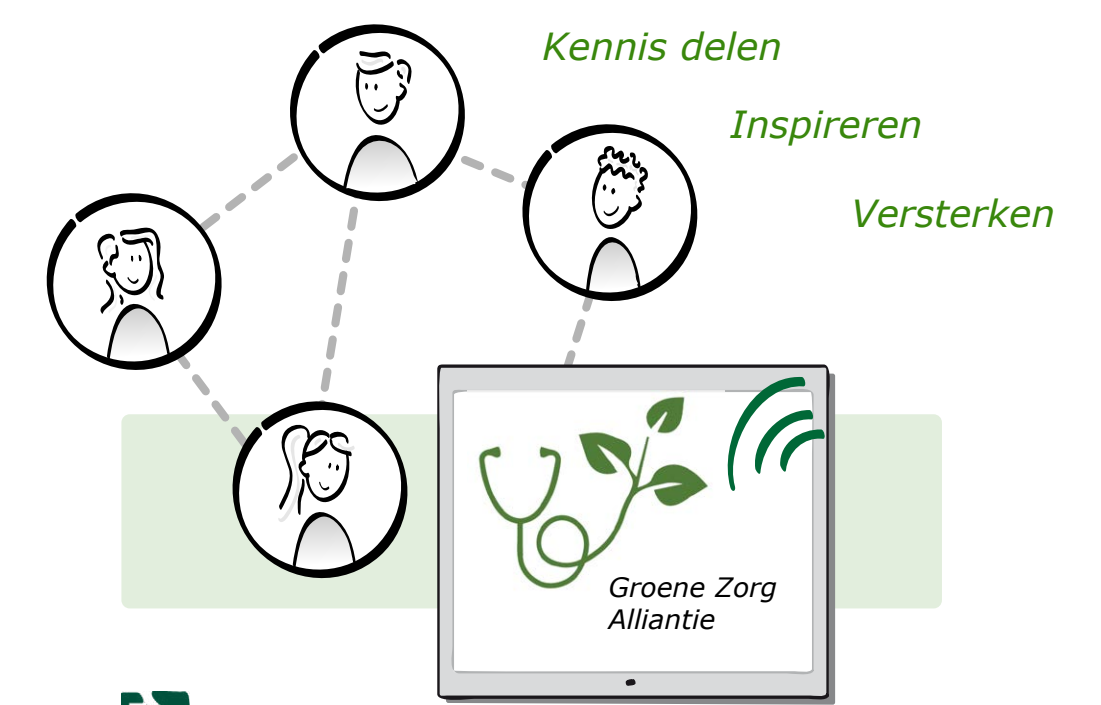 Kennis delen
Inspireren
Versterken
Groene Zorg
Alliantie